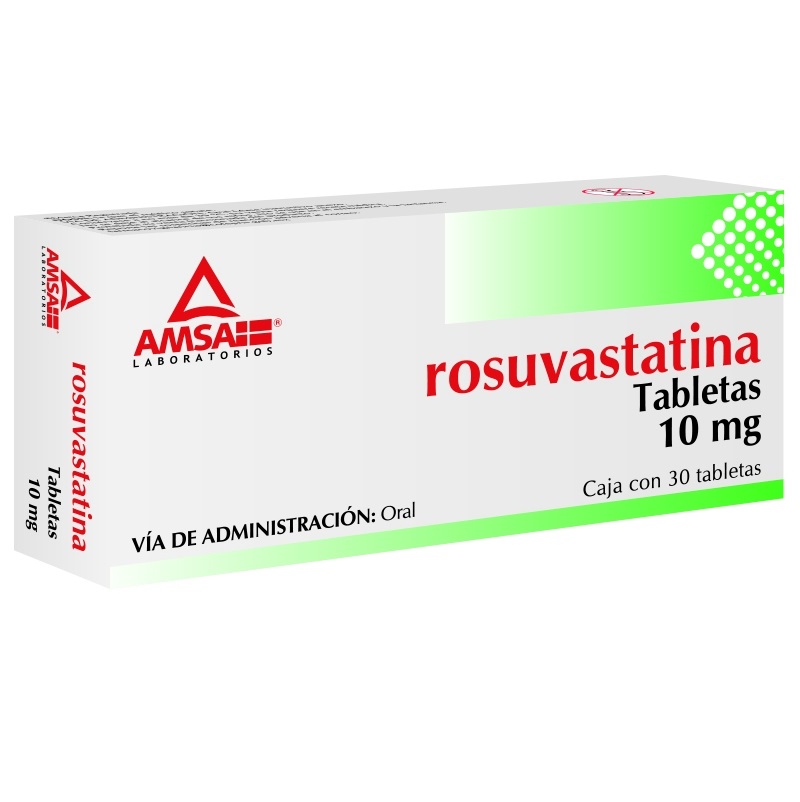 AMSA®
LABORATORIOS
rosuvastatina
Tabletas
10 mg
Caja con 30 tabletas
VÍA DE ADMINISTRACIÓN: Oral
AMSA
LABORATORIOS
rosuvastatina
Tabletas
10 mg